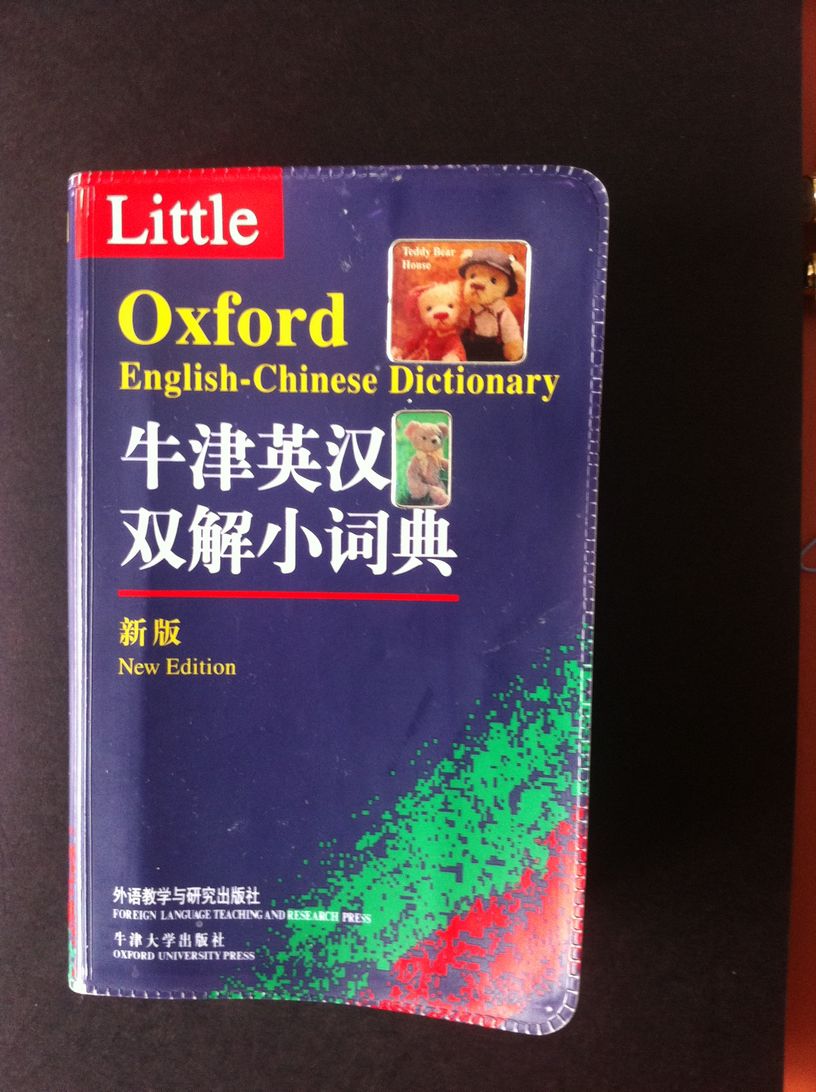 Little
Teddy Bear
House
Oxford
English-Chinese Dictionary
牛津英汉
双解小词典
新版
New Edition
外语教学与研究出版社
FOREIGN LANGUAGE TEACHING AND RESEARCH PRESS
牛津大学出版社
OXFORD UNIVERSITY PRESS